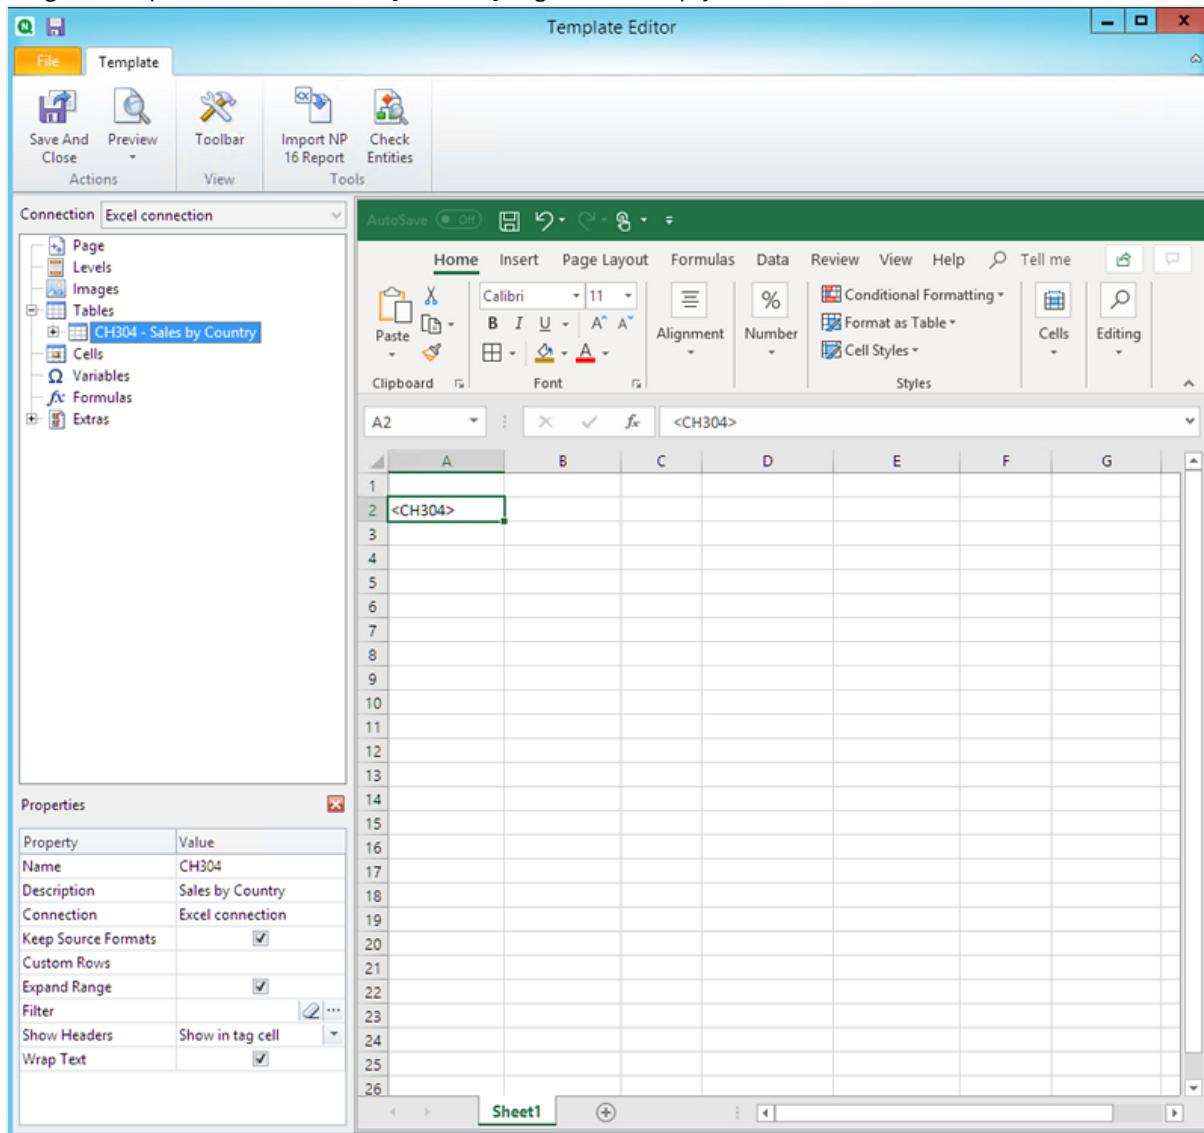 Template Editor
File Template
Save And Close
Preview
Toolbar
Import NP 16 Report
Check Entities
Actions
View
Tools
Connection Excel connection
Page
Levels
Images
Tables
CH304 - Sales by Country
Cells
Variables
Formulas
Extras
Properties
Property Value
Name CH304
Description Sales by Country
Connection Excel connection
Keep Source Formats
Custom Rows
Expand Range
Filter
Show Headers Show in tag cell
Wrap Text
AutoSave Off
Home Insert Page Layout Formulas Data Review View Help Tell me
Paste
Calibri 11
B I U A A
A
Alignment
% Number
Conditional Formatting
Format as Table
Cell Styles
Cells
Editing
Clipboard Font Styles
A2 fx <CH304>
A B C D E F G
1
2 <CH304>
3
4
5
6
7
8
9
10
11
12
13
14
15
16
17
18
19
20
21
22
23
24
25
26
Sheet1